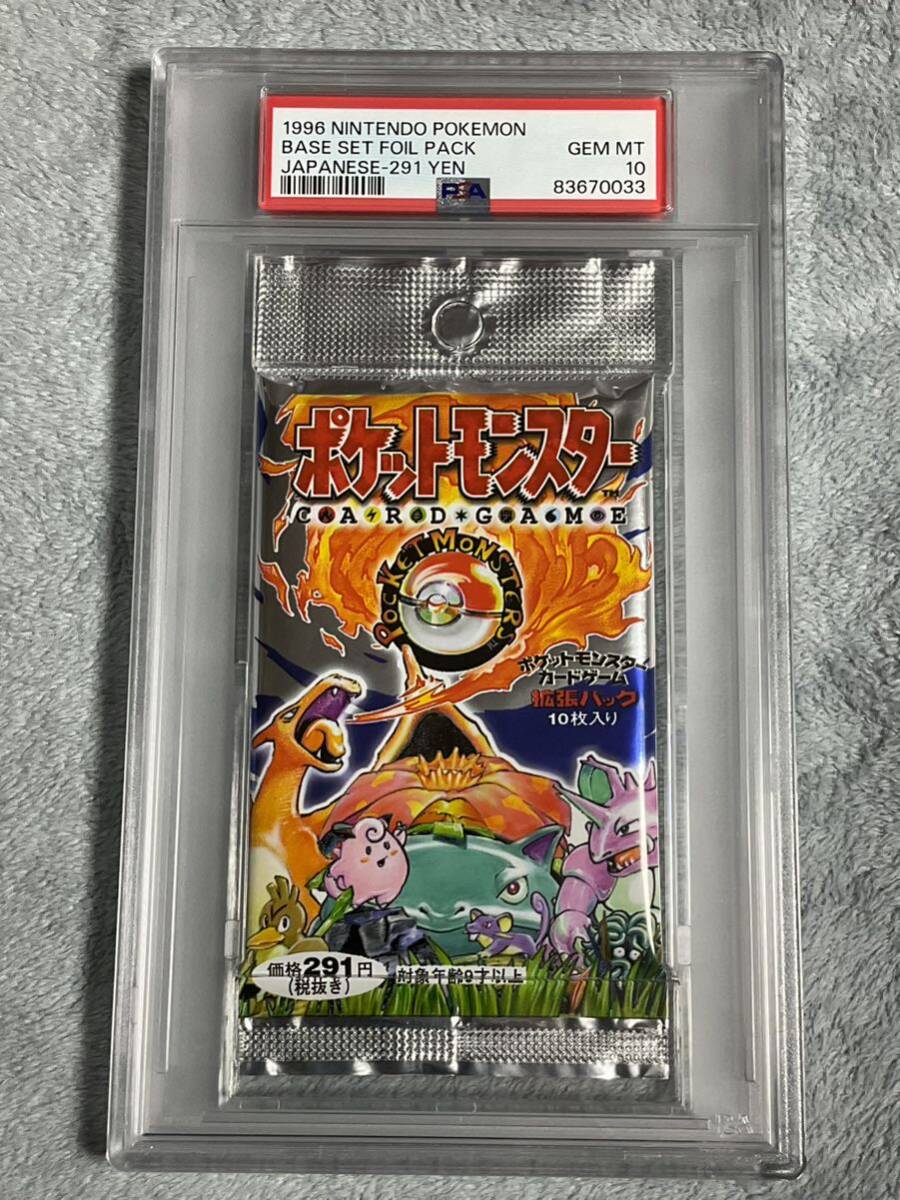 1996 NINTENDO POKEMON
BASE SET FOIL PACK GEM MT
JAPANESE-291 YEN 10
83670033
PSA
ポケットモンスター
TM
CARD GAME
POCKET MONSTERS
ポケットモンスター
カードゲーム
拡張パック
10枚入り
価格291円
(税抜き)
対象年齢9才以上